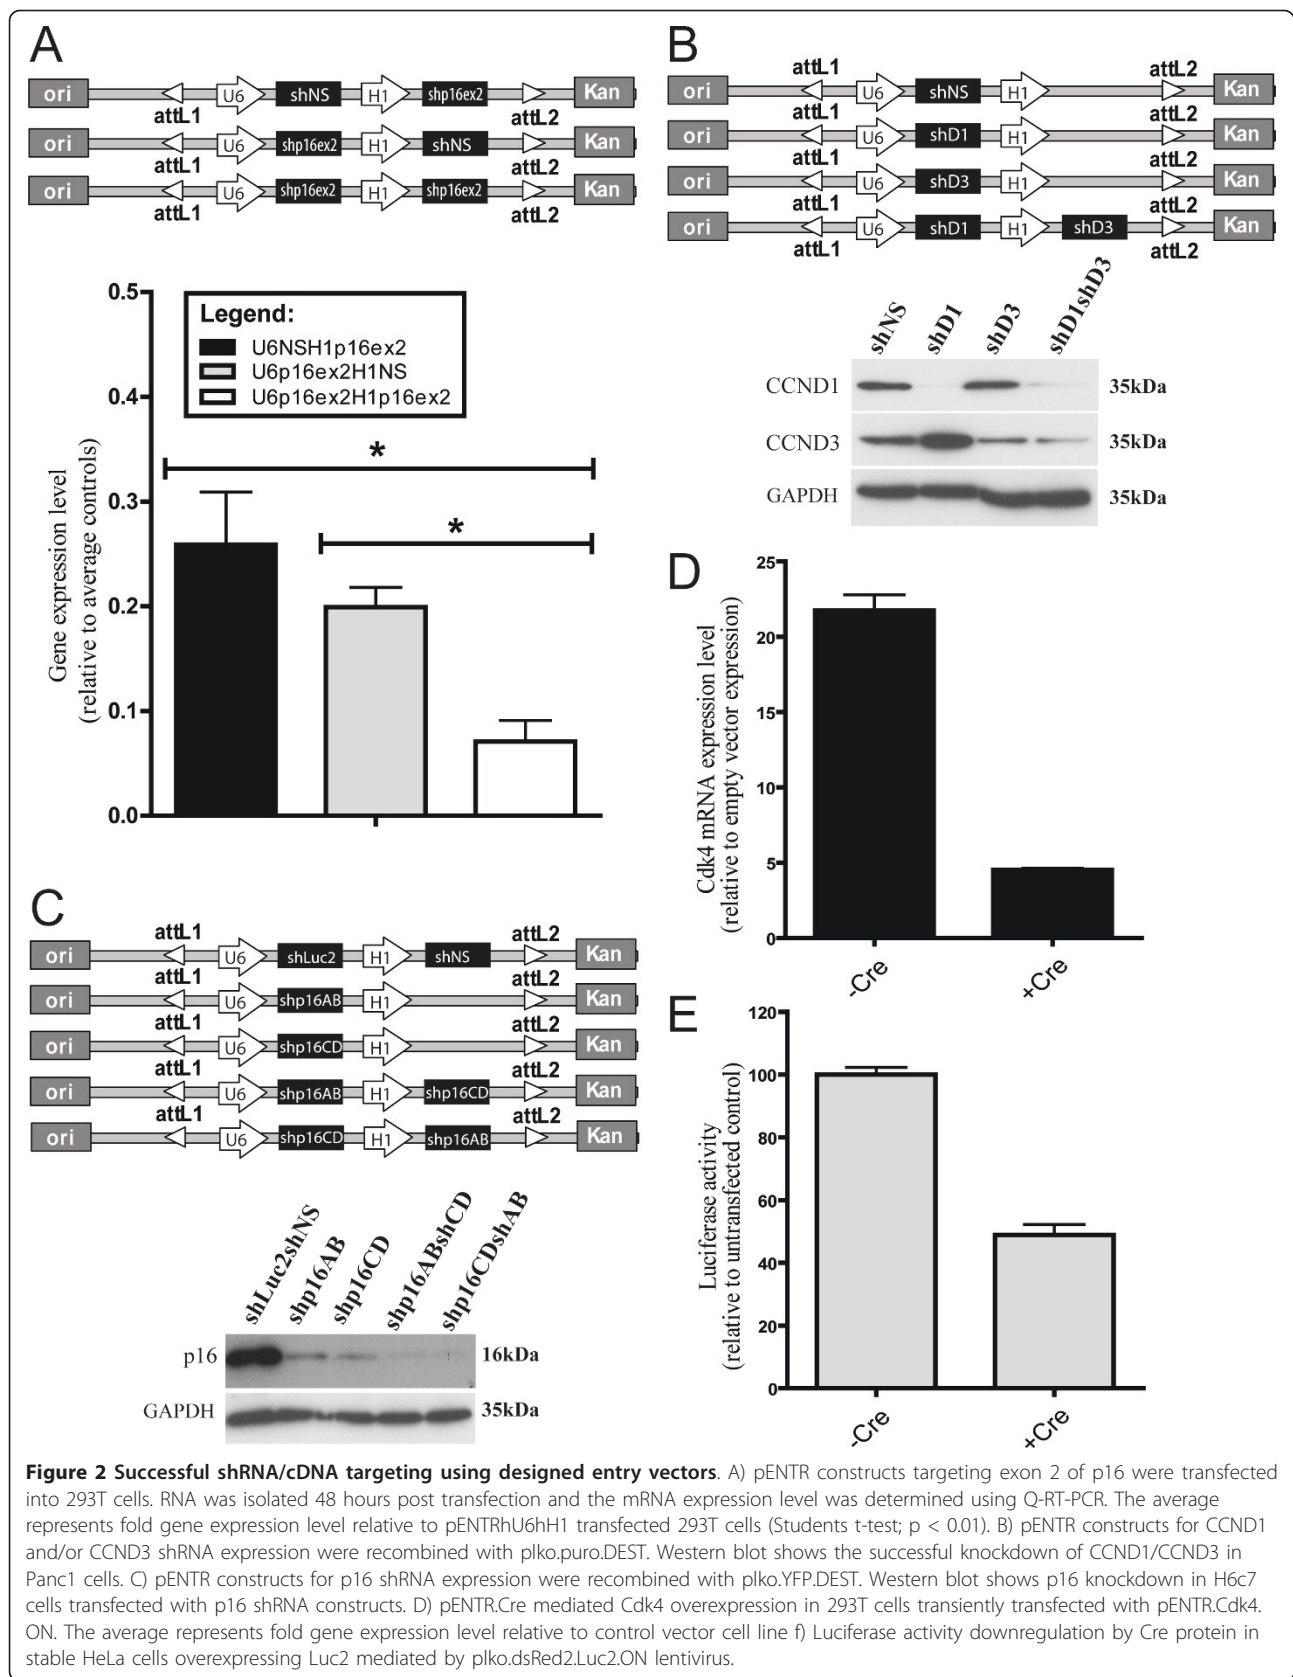 A
ori U6 shNS H1 shp16ex2 Kan
attL1 attL2
ori U6 shp16ex2 H1 shNS Kan
attL1 attL2
ori U6 shp16ex2 H1 shp16ex2 Kan
attL1 attL2
0.5
0.4
0.3
0.2
0.1
0.0
Gene expression level
(relative to average controls)
Legend:
U6NSH1p16ex2
U6p16ex2H1NS
U6p16ex2H1p16ex2
*
*
B
attL1 attL2
ori U6 shNS H1 Kan
attL1 attL2
ori U6 shD1 H1 Kan
attL1 attL2
ori U6 shD3 H1 Kan
attL1 attL2
ori U6 shD1 H1 shD3 Kan
attL1 attL2
shNS shD1 shD3 shD1shD3
CCND1 35kDa
CCND3 35kDa
GAPDH 35kDa
C
attL1 attL2
ori U6 shLuc2 H1 shNS Kan
attL1 attL2
ori U6 shp16AB H1 Kan
attL1 attL2
ori U6 shp16CD H1 Kan
attL1 attL2
ori U6 shp16AB H1 shp16CD Kan
attL1 attL2
ori U6 shp16CD H1 shp16AB Kan
shLuc2shNS shp16AB shp16CD shp16ABshCD shp16CDshAB
p16 16kDa
GAPDH 35kDa
D
25
20
15
10
5
0
Cdk4 mRNA expression level
(relative to empty vector expression)
-Cre +Cre
E
120
100
80
60
40
20
0
Luciferase activity
(relative to untransfected control)
-Cre +Cre
Figure 2 Successful shRNA/cDNA targeting using designed entry vectors. A) pENTR constructs targeting exon 2 of p16 were transfected
into 293T cells. RNA was isolated 48 hours post transfection and the mRNA expression level was determined using Q-RT-PCR. The average
represents fold gene expression level relative to pENTRhU6hH1 transfected 293T cells (Students t-test; p < 0.01). B) pENTR constructs for CCND1
and/or CCND3 shRNA expression were recombined with plko.puro.DEST. Western blot shows the successful knockdown of CCND1/CCND3 in
Panc1 cells. C) pENTR constructs for p16 shRNA expression were recombined with plko.YFP.DEST. Western blot shows p16 knockdown in H6c7
cells transfected with p16 shRNA constructs. D) pENTR.Cre mediated Cdk4 overexpression in 293T cells transiently transfected with pENTR.Cdk4.
ON. The average represents fold gene expression level relative to control vector cell line f) Luciferase activity downregulation by Cre protein in
stable HeLa cells overexpressing Luc2 mediated by plko.dsRed2.Luc2.ON lentivirus.